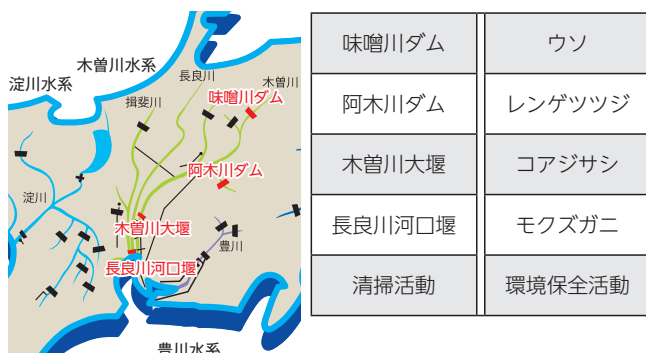 木曽川水系
淀川水系
長良川
木曽川
揖斐川
味噌川ダム
阿木川ダム
淀川
木曽川大堰
豊川
長良川河口堰
豊川水系
味噌川ダム ウソ
阿木川ダム レンゲツツジ
木曽川大堰 コアジサシ
長良川河口堰 モクズガニ
清掃活動 環境保全活動